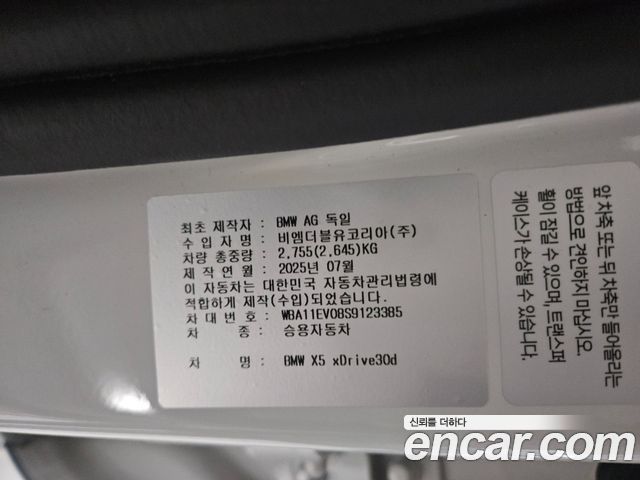 최초 제작자 : BMW AG 독일
수 입 자 명 : 비엠더블유코리아(주)
차량 총중량 : 2,755(2,645)KG
제 작 연 월 : 2025년 07월
이 자동차는 대한민국 자동차관리법령에
적합하게 제작(수입)되었습니다.
차 대 번 호 : WBA11EV08S9123385
차 종 : 승용자동차
차 명 : BMW X5 xDrive30d
앞 차축 또는 뒤 차축만 들어올리는
방법으로 견인하지 마십시오.
휠이 잠길 수 있으며, 트랜스퍼
케이스가 손상될 수 있습니다.
신뢰를 더하다
encar.com